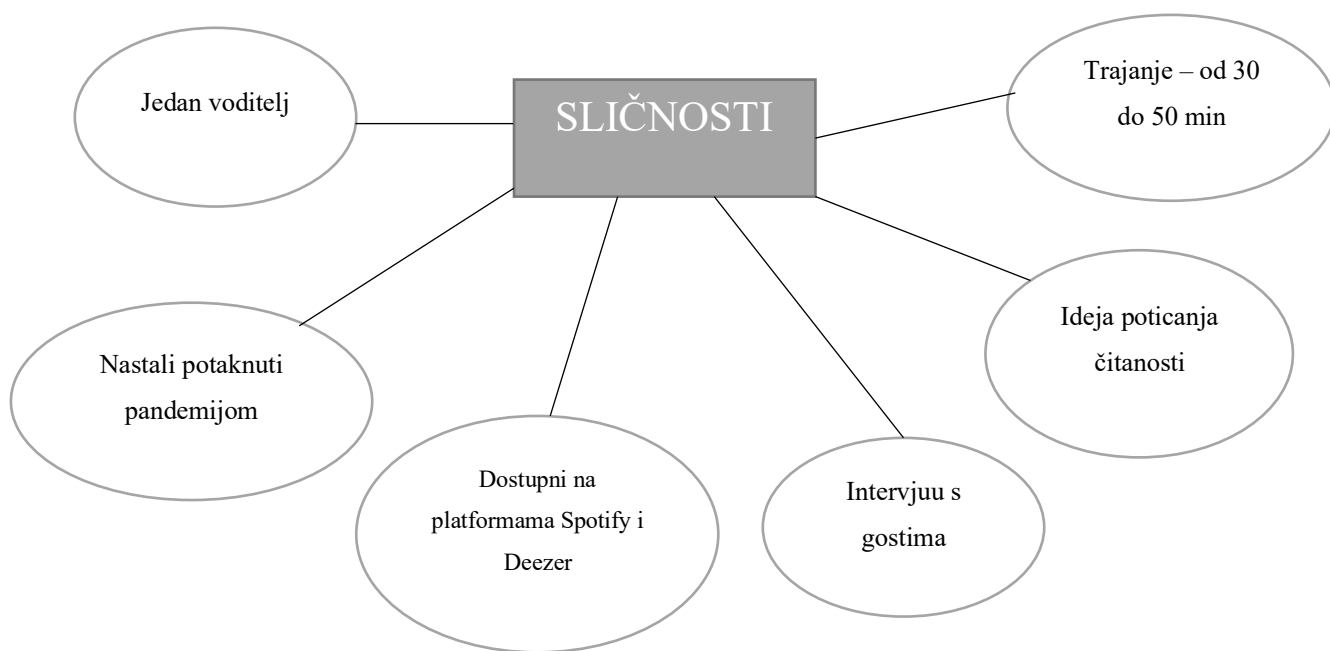 SLIČNOSTI
Jedan voditelj
Trajanje – od 30
do 50 min
Nastali potaknuti
pandemijom
Ideja poticanja
čitanosti
Dostupni na
platformama Spotify i
Deezer
Intervjuu s
gostima